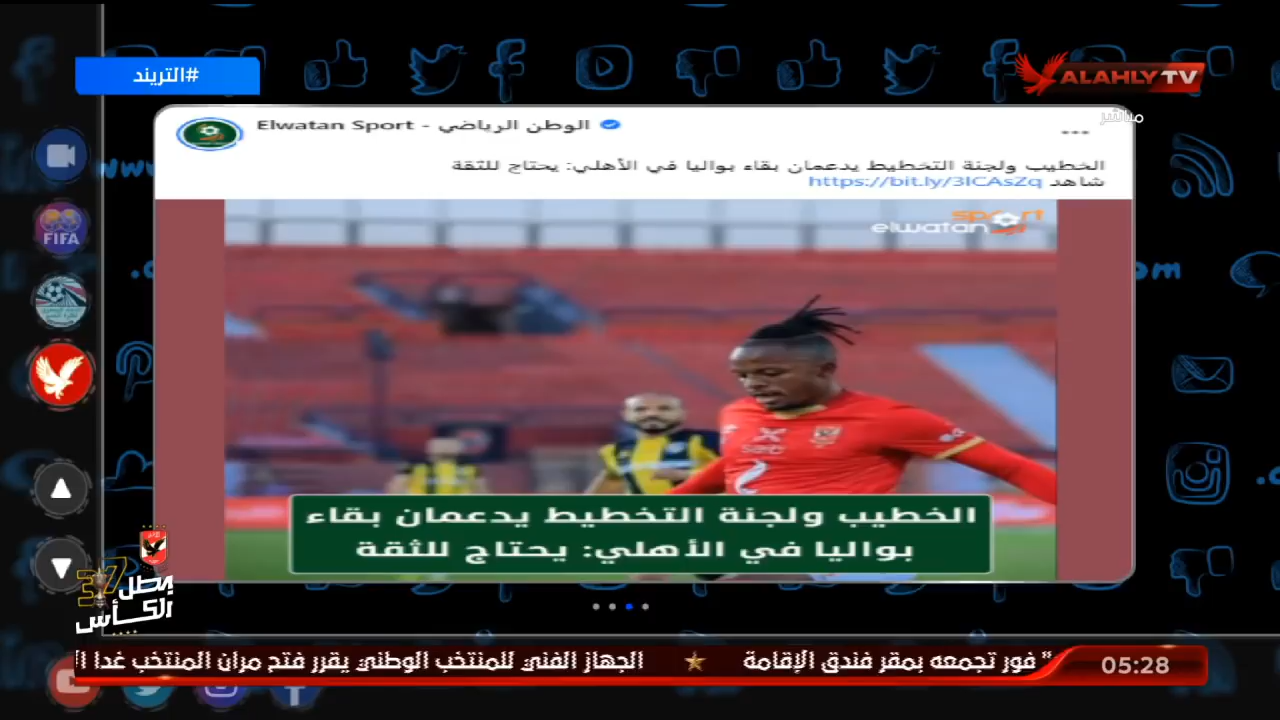 #التريند
ALAHLY TV
مباشر
Elwatan Sport - الوطن الرياضي
الخطيب ولجنة التخطيط يدعمان بقاء بواليا في الأهلي: يحتاج للثقة
شاهد https://bit.ly/3lCAsZq
sport
elwatan
FIFA
الخطيب ولجنة التخطيط يدعمان بقاء
بواليا في الأهلي: يحتاج للثقة
37
بطل
الكأس
" فور تجمعه بمقر فندق الإقامة ★ الجهاز الفني للمنتخب الوطني يقرر فتح مران المنتخب غدا
05:28